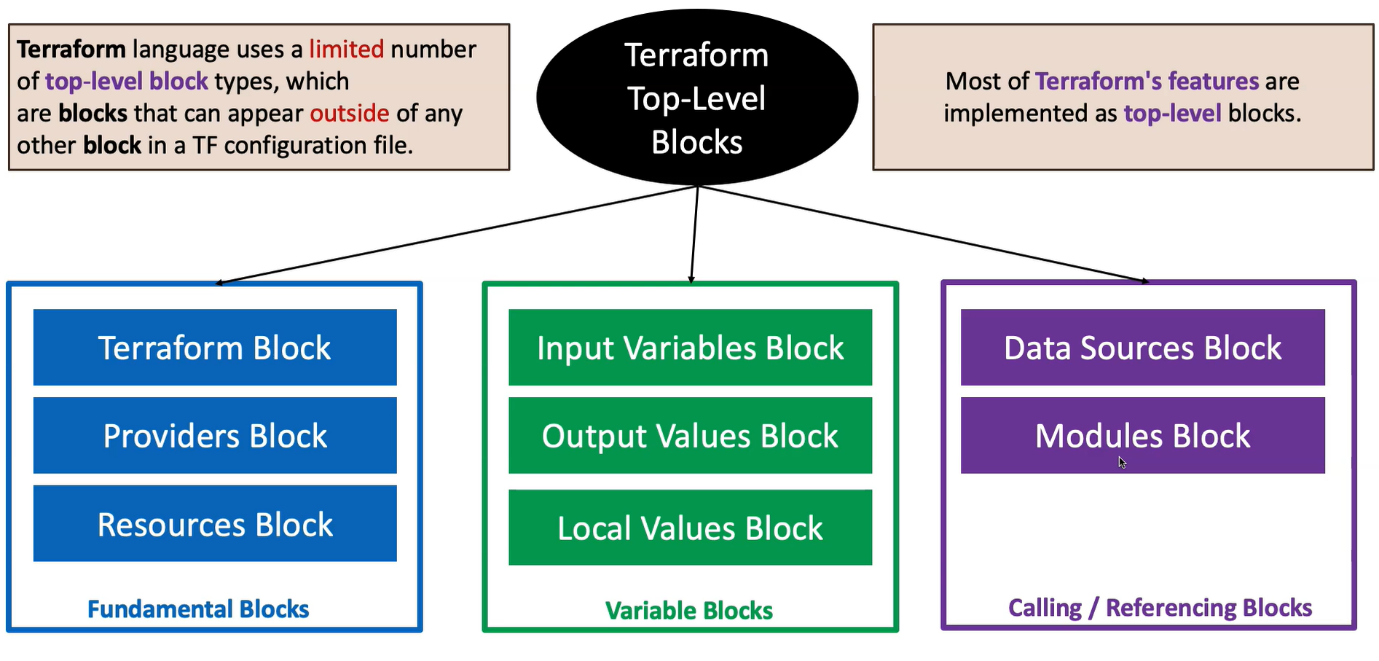 Terraform language uses a limited number
of top-level block types, which
are blocks that can appear outside of any
other block in a TF configuration file.
Terraform
Top-Level
Blocks
Most of Terraform's features are
implemented as top-level blocks.
Terraform Block
Providers Block
Resources Block
Fundamental Blocks
Input Variables Block
Output Values Block
Local Values Block
Variable Blocks
Data Sources Block
Modules Block
Calling / Referencing Blocks